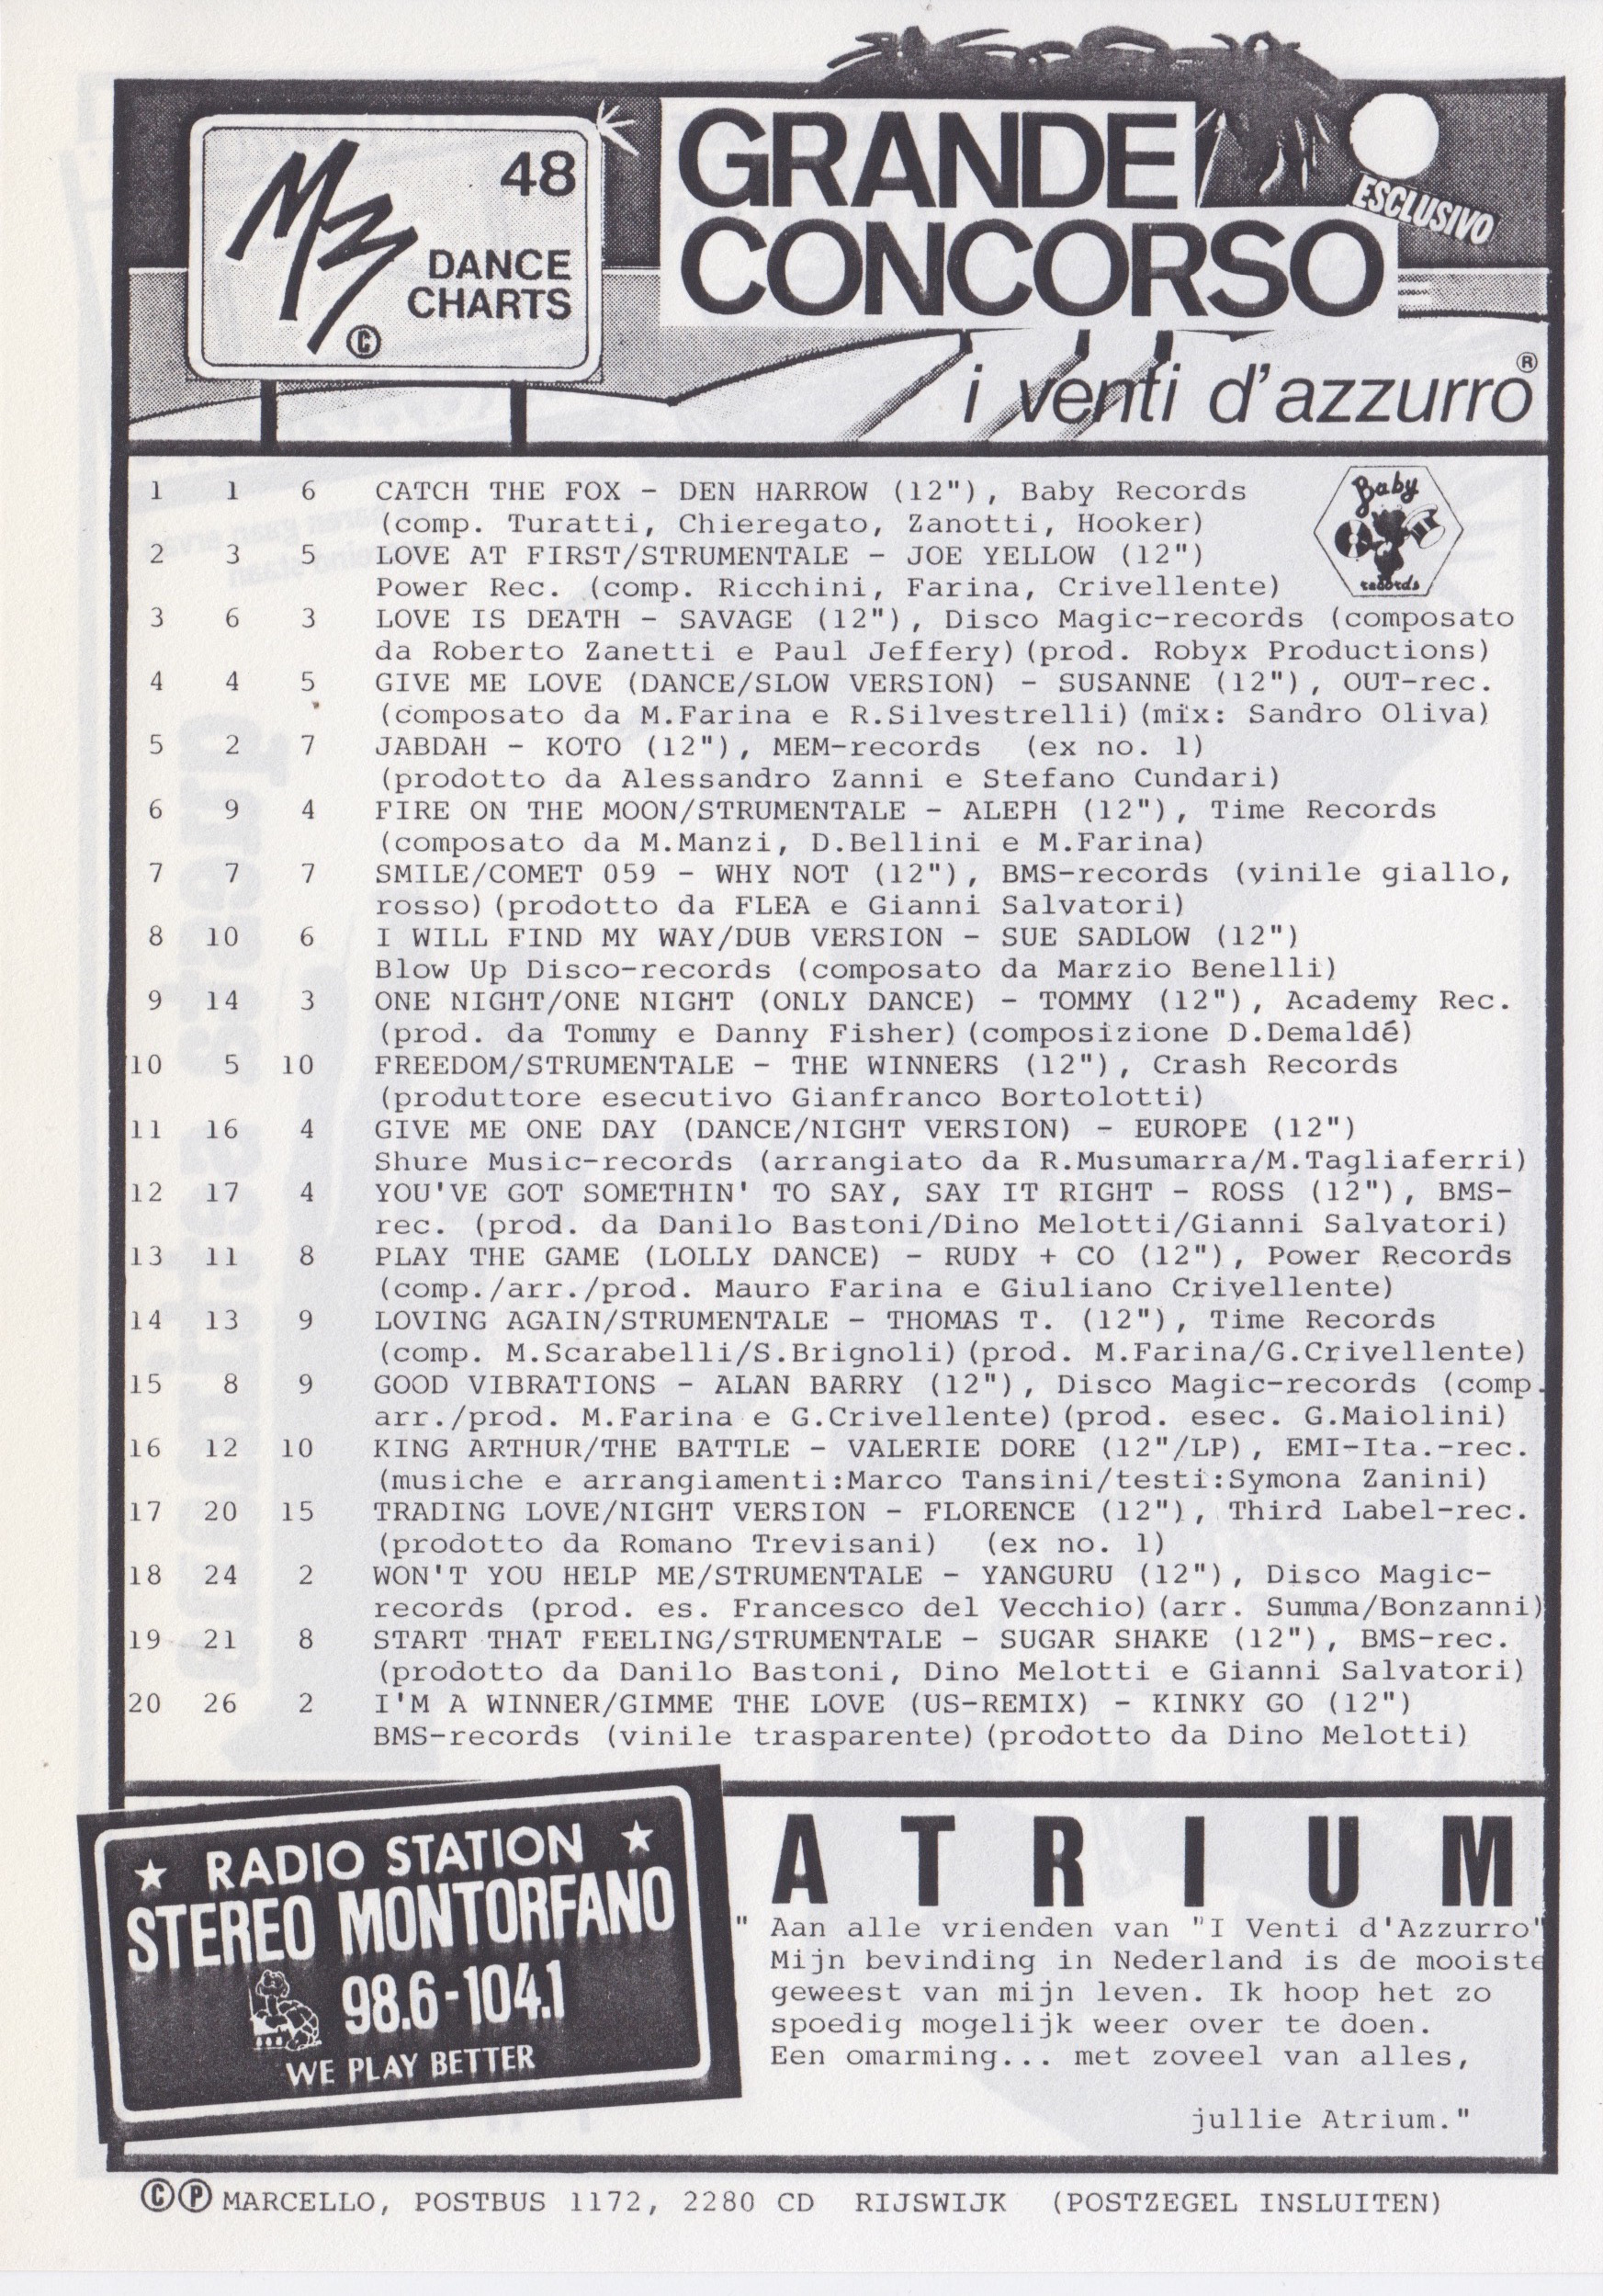 48
DANCE
CHARTS
©
GRANDE
CONCORSO
ESCLUSIVO
i venti d'azzurro®
Baby
records
1 1 6 CATCH THE FOX - DEN HARROW (12"), Baby Records
(comp. Turatti, Chieregato, Zanotti, Hooker)
2 3 5 LOVE AT FIRST/STRUMENTALE - JOE YELLOW (12")
Power Rec. (comp. Ricchini, Farina, Crivellente)
3 6 3 LOVE IS DEATH - SAVAGE (12"), Disco Magic-records (composato
da Roberto Zanetti e Paul Jeffery)(prod. Robyx Productions)
4 4 5 GIVE ME LOVE (DANCE/SLOW VERSION) - SUSANNE (12"), OUT-rec.
(composato da M.Farina e R.Silvestrelli)(mix: Sandro Oliva)
5 2 7 JABDAH - KOTO (12"), MEM-records (ex no. 1)
(prodotto da Alessandro Zanni e Stefano Cundari)
6 9 4 FIRE ON THE MOON/STRUMENTALE - ALEPH (12"), Time Records
(composato da M.Manzi, D.Bellini e M.Farina)
7 7 7 SMILE/COMET 059 - WHY NOT (12"), BMS-records (vinile giallo,
rosso)(prodotto da FLEA e Gianni Salvatori)
8 10 6 I WILL FIND MY WAY/DUB VERSION - SUE SADLOW (12")
Blow Up Disco-records (composato da Marzio Benelli)
9 14 3 ONE NIGHT/ONE NIGHT (ONLY DANCE) - TOMMY (12"), Academy Rec.
(prod. da Tommy e Danny Fisher)(composizione D.Demaldé)
10 5 10 FREEDOM/STRUMENTALE - THE WINNERS (12"), Crash Records
(produttore esecutivo Gianfranco Bortolotti)
11 16 4 GIVE ME ONE DAY (DANCE/NIGHT VERSION) - EUROPE (12")
Shure Music-records (arrangiato da R.Musumarra/M.Tagliaferri)
12 17 4 YOU'VE GOT SOMETHIN' TO SAY, SAY IT RIGHT - ROSS (12"), BMS-
rec. (prod. da Danilo Bastoni/Dino Melotti/Gianni Salvatori)
13 11 8 PLAY THE GAME (LOLLY DANCE) - RUDY + CO (12"), Power Records
(comp./arr./prod. Mauro Farina e Giuliano Crivellente)
14 13 9 LOVING AGAIN/STRUMENTALE - THOMAS T. (12"), Time Records
(comp. M.Scarabelli/S.Brignoli)(prod. M.Farina/G.Crivellente)
15 8 9 GOOD VIBRATIONS - ALAN BARRY (12"), Disco Magic-records (comp.
arr./prod. M.Farina e G.Crivellente)(prod. esec. G.Maiolini)
16 12 10 KING ARTHUR/THE BATTLE - VALERIE DORE (12"/LP), EMI-Ita.-rec.
(musiche e arrangiamenti:Marco Tansini/testi:Symona Zanini)
17 20 15 TRADING LOVE/NIGHT VERSION - FLORENCE (12"), Third Label-rec.
(prodotto da Romano Trevisani) (ex no. 1)
18 24 2 WON'T YOU HELP ME/STRUMENTALE - YANGURU (12"), Disco Magic-
records (prod. es. Francesco del Vecchio)(arr. Summa/Bonzanni)
19 21 8 START THAT FEELING/STRUMENTALE - SUGAR SHAKE (12"), BMS-rec.
(prodotto da Danilo Bastoni, Dino Melotti e Gianni Salvatori)
20 26 2 I'M A WINNER/GIMME THE LOVE (US-REMIX) - KINKY GO (12")
BMS-records (vinile trasparente)(prodotto da Dino Melotti)
★ RADIO STATION ★
STEREO MONTORFANO
98.6-104.1
WE PLAY BETTER
ATRIUM
" Aan alle vrienden van "I Venti d'Azzurro"
Mijn bevinding in Nederland is de mooiste
geweest van mijn leven. Ik hoop het zo
spoedig mogelijk weer over te doen.
Een omarming... met zoveel van alles,
jullie Atrium."
©℗ MARCELLO, POSTBUS 1172, 2280 CD RIJSWIJK (POSTZEGEL INSLUITEN)